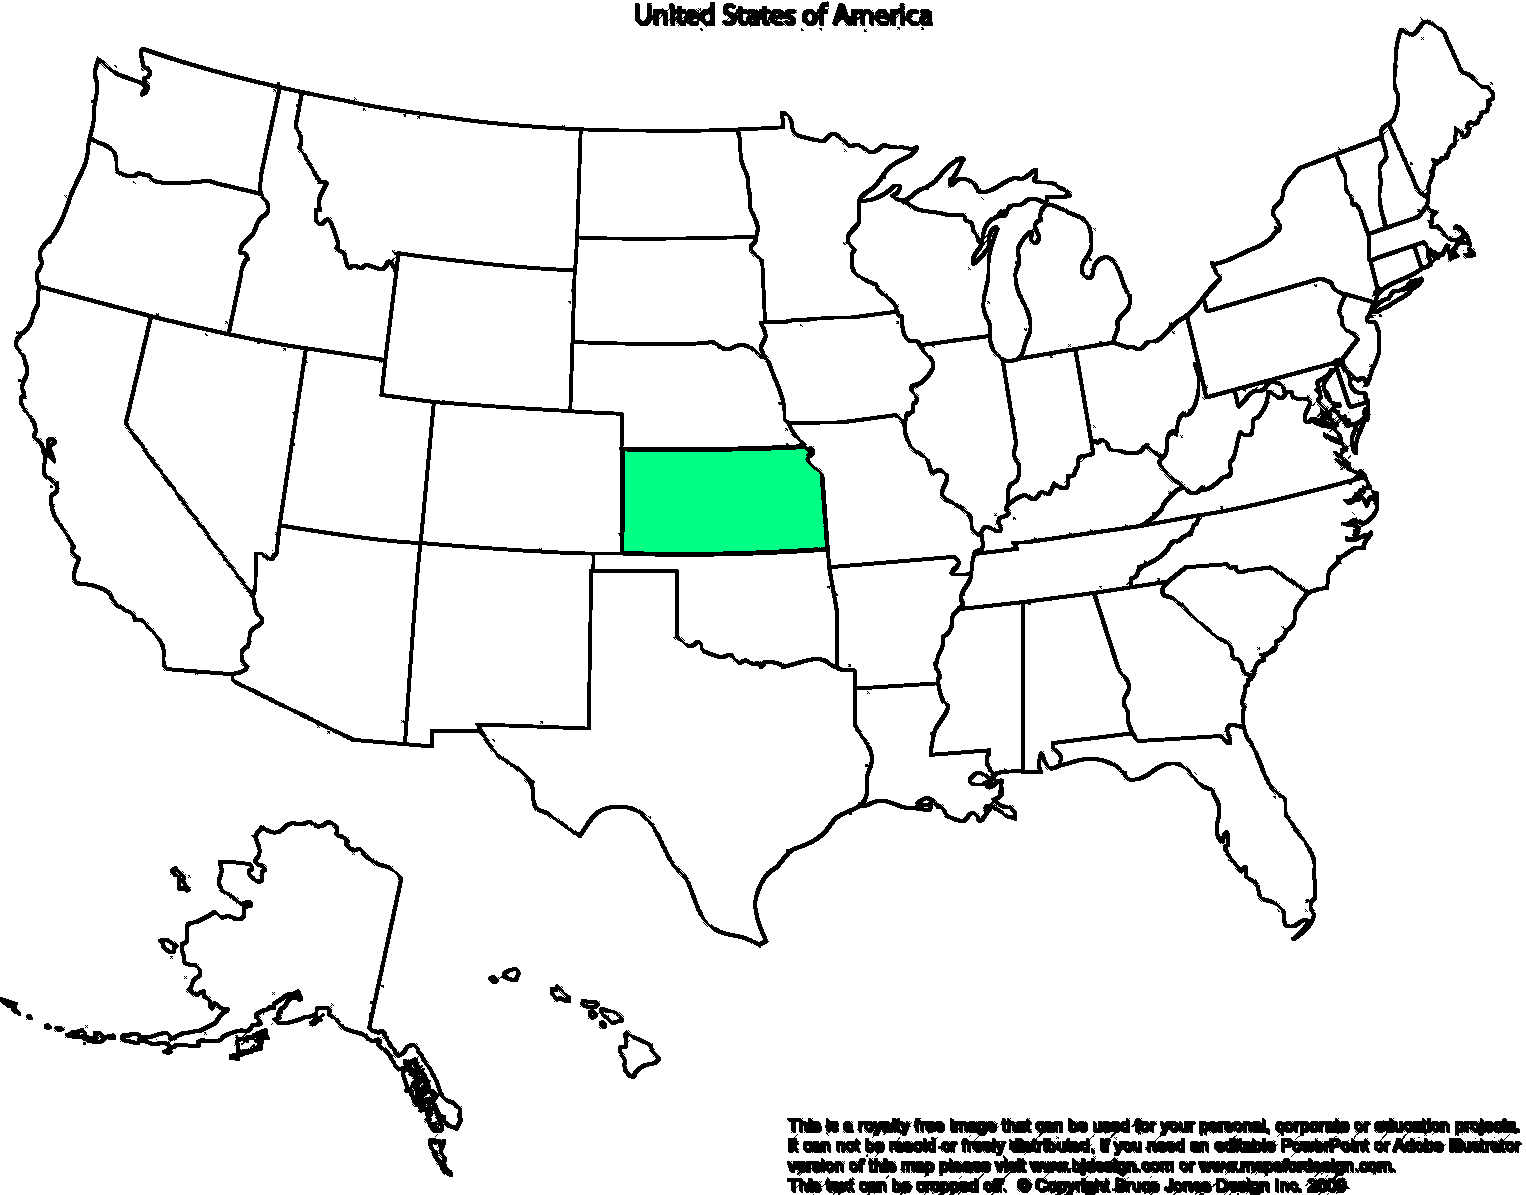 United States of America
This is a royalty free image that can be used for your personal, corporate or education projects.
It can not be resold or freely distributed, if you need an editable PowerPoint or Adobe Illustrator
version of this map please visit www.bjdesign.com or www.mapsfordesign.com.
This text can be cropped off. © Copyright Bruce Jones Design Inc. 2009